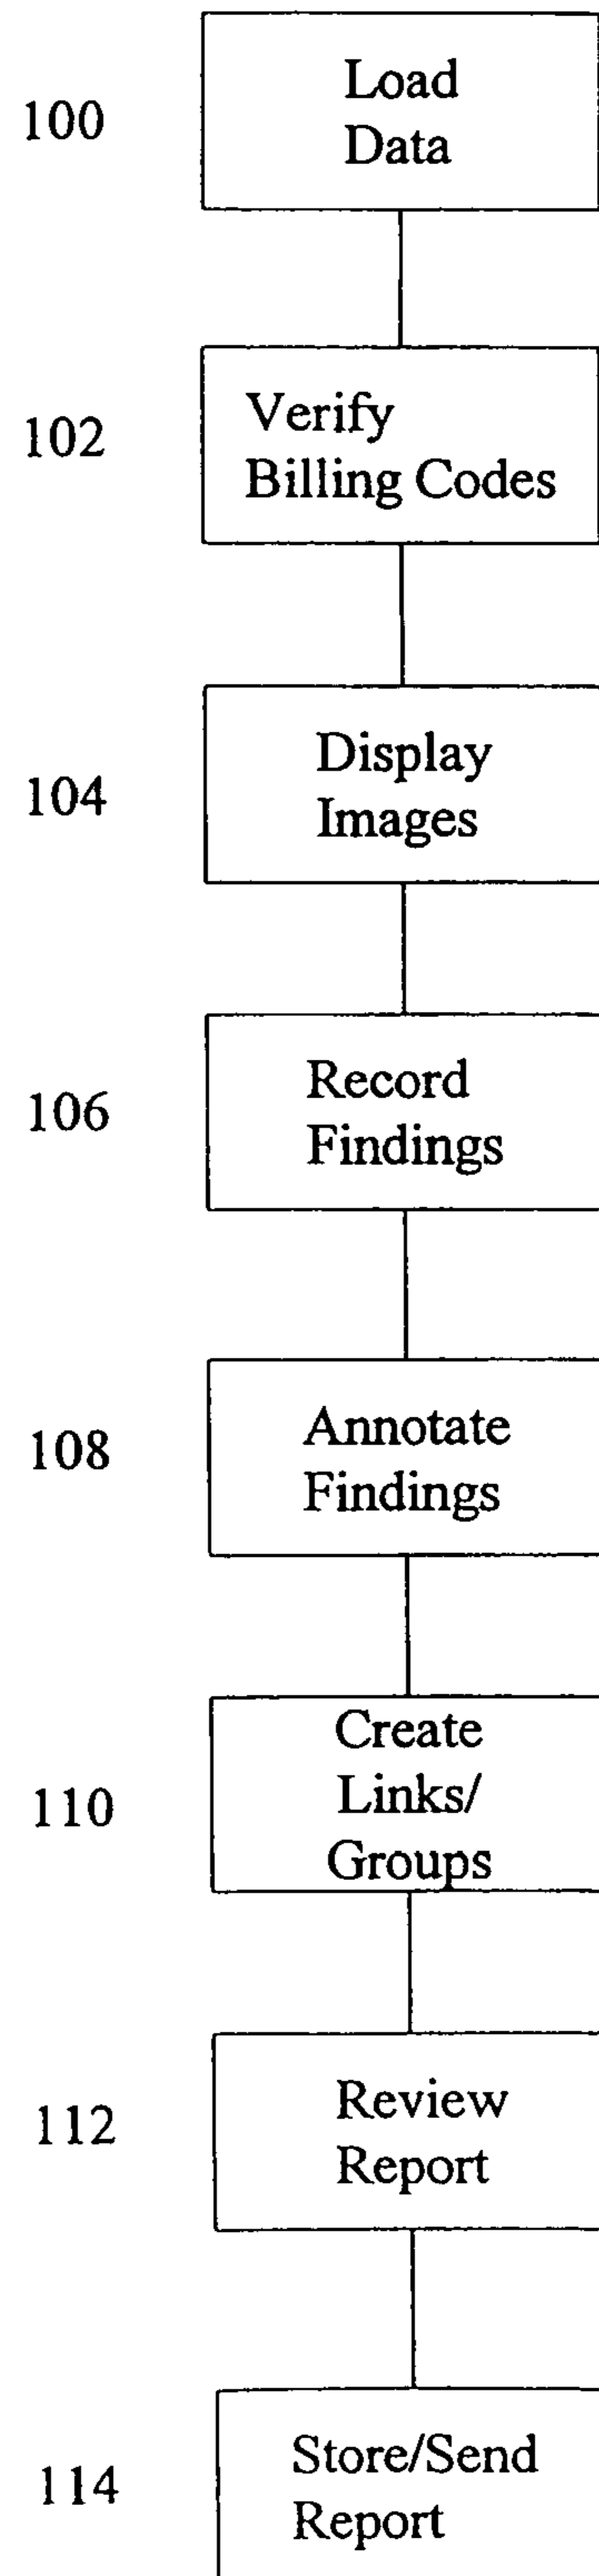 100
Load
Data
102
Verify
Billing Codes
104
Display
Images
106
Record
Findings
108
Annotate
Findings
110
Create
Links/
Groups
112
Review
Report
114
Store/Send
Report